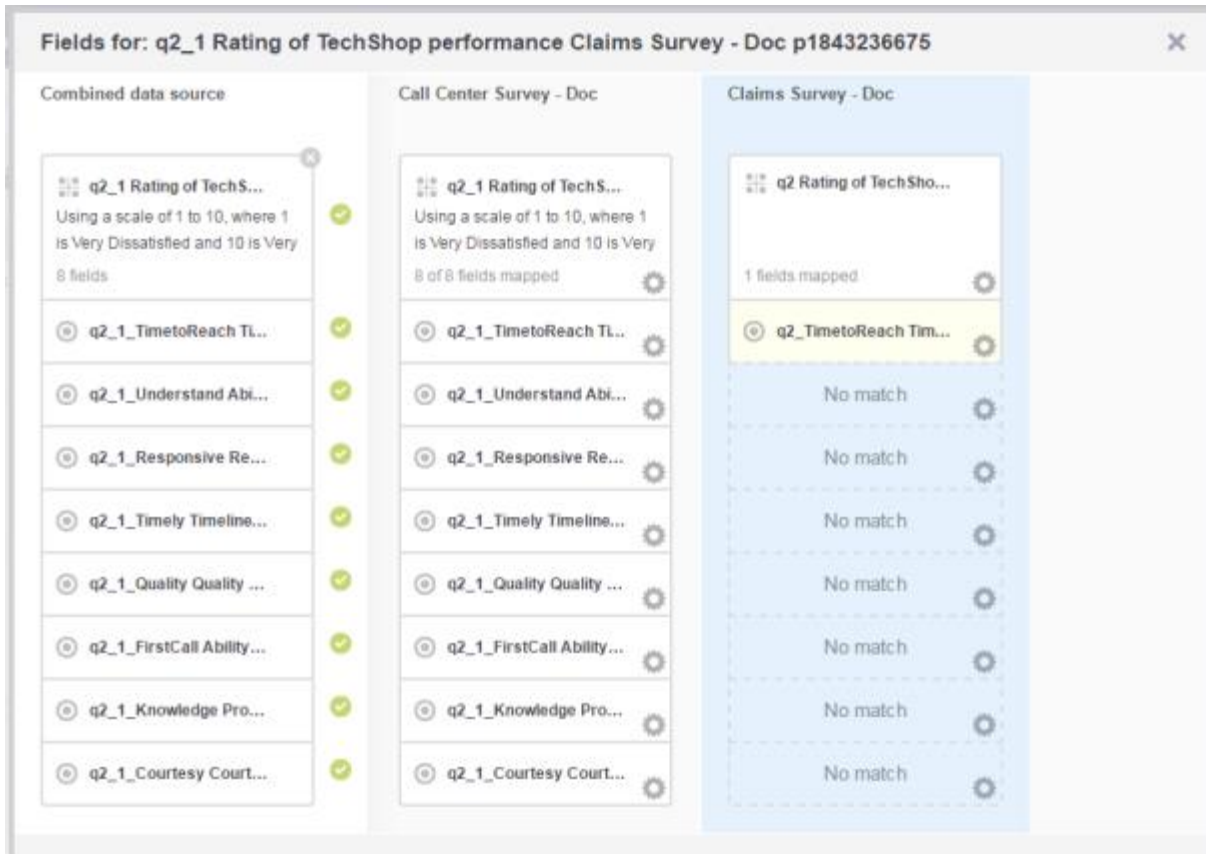 Fields for: q2_1 Rating of TechShop performance Claims Survey - Doc p1843236675
Combined data source
Call Center Survey - Doc
Claims Survey - Doc
q2_1 Rating of TechS...
Using a scale of 1 to 10, where 1
is Very Dissatisfied and 10 is Very
8 fields
q2_1 Rating of TechS...
Using a scale of 1 to 10, where 1
is Very Dissatisfied and 10 is Very
8 of 8 fields mapped
q2 Rating of TechSho...
1 fields mapped
q2_1_TimetoReach Ti...
q2_1_TimetoReach Ti...
q2_TimetoReach Tim...
q2_1_Understand Abi...
q2_1_Understand Abi...
No match
q2_1_Responsive Re...
q2_1_Responsive Re...
No match
q2_1_Timely Timeline...
q2_1_Timely Timeline...
No match
q2_1_Quality Quality ...
q2_1_Quality Quality ...
No match
q2_1_FirstCall Ability...
q2_1_FirstCall Ability...
No match
q2_1_Knowledge Pro...
q2_1_Knowledge Pro...
No match
q2_1_Courtesy Court...
q2_1_Courtesy Court...
No match